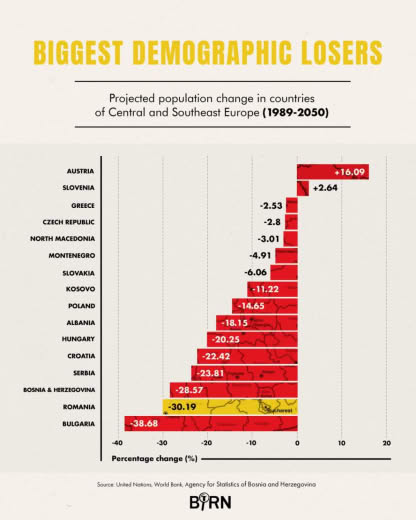 BIGGEST DEMOGRAPHIC LOSERS
Projected population change in countries
of Central and Southeast Europe (1989-2050)
AUSTRIA +16.09
SLOVENIA +2.64
GREECE -2.53
CZECH REPUBLIC -2.8
NORTH MACEDONIA -3.01
MONTENEGRO -4.91
SLOVAKIA -6.06
KOSOVO -11.22
POLAND -14.65
ALBANIA -18.15
HUNGARY -20.25
CROATIA -22.42
SERBIA -23.81
BOSNIA & HERZEGOVINA -28.57
ROMANIA -30.19 Bucharest
BULGARIA -38.68
-40 -30 -20 -10 0 10 20
Percentage change (%)
Source: United Nations, World Bank, Agency for Statistics of Bosnia and Herzegovina
BIRN